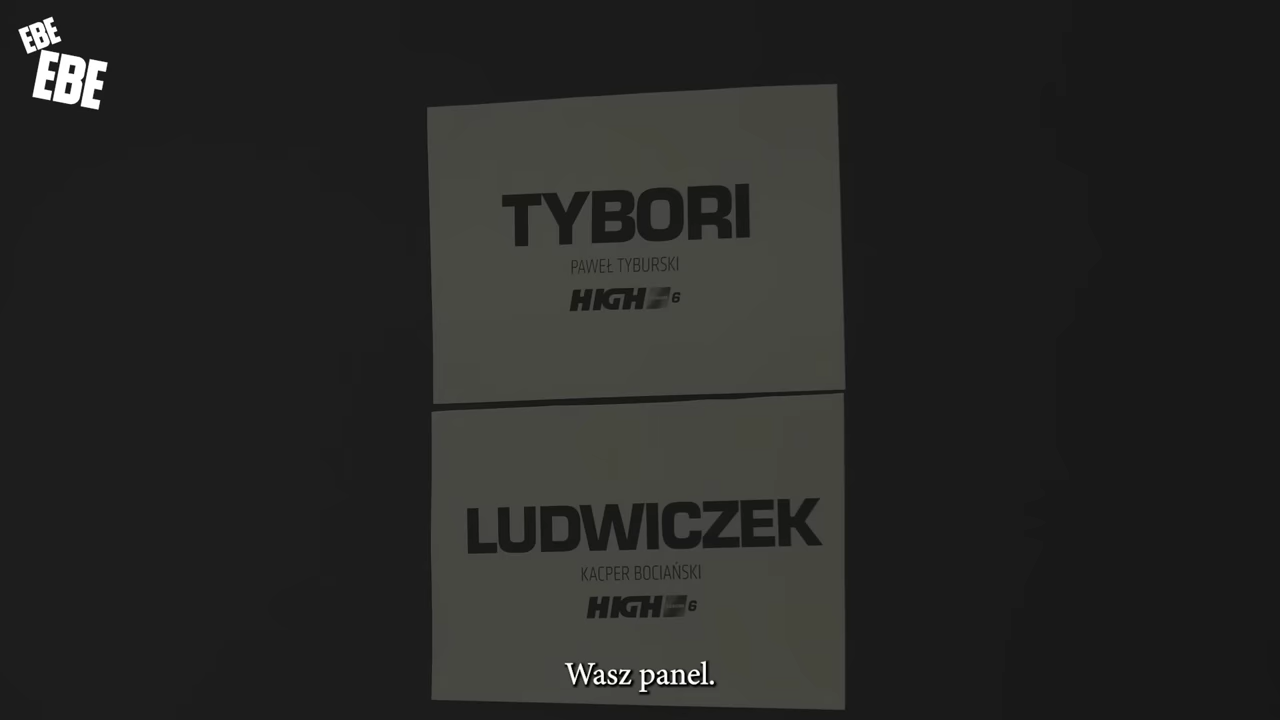 EBE
EBE
TYBORI
PAWEŁ TYBURSKI
HIGH 6
LUDWICZEK
KACPER BOCIAŃSKI
HIGH 6
Wasz panel.